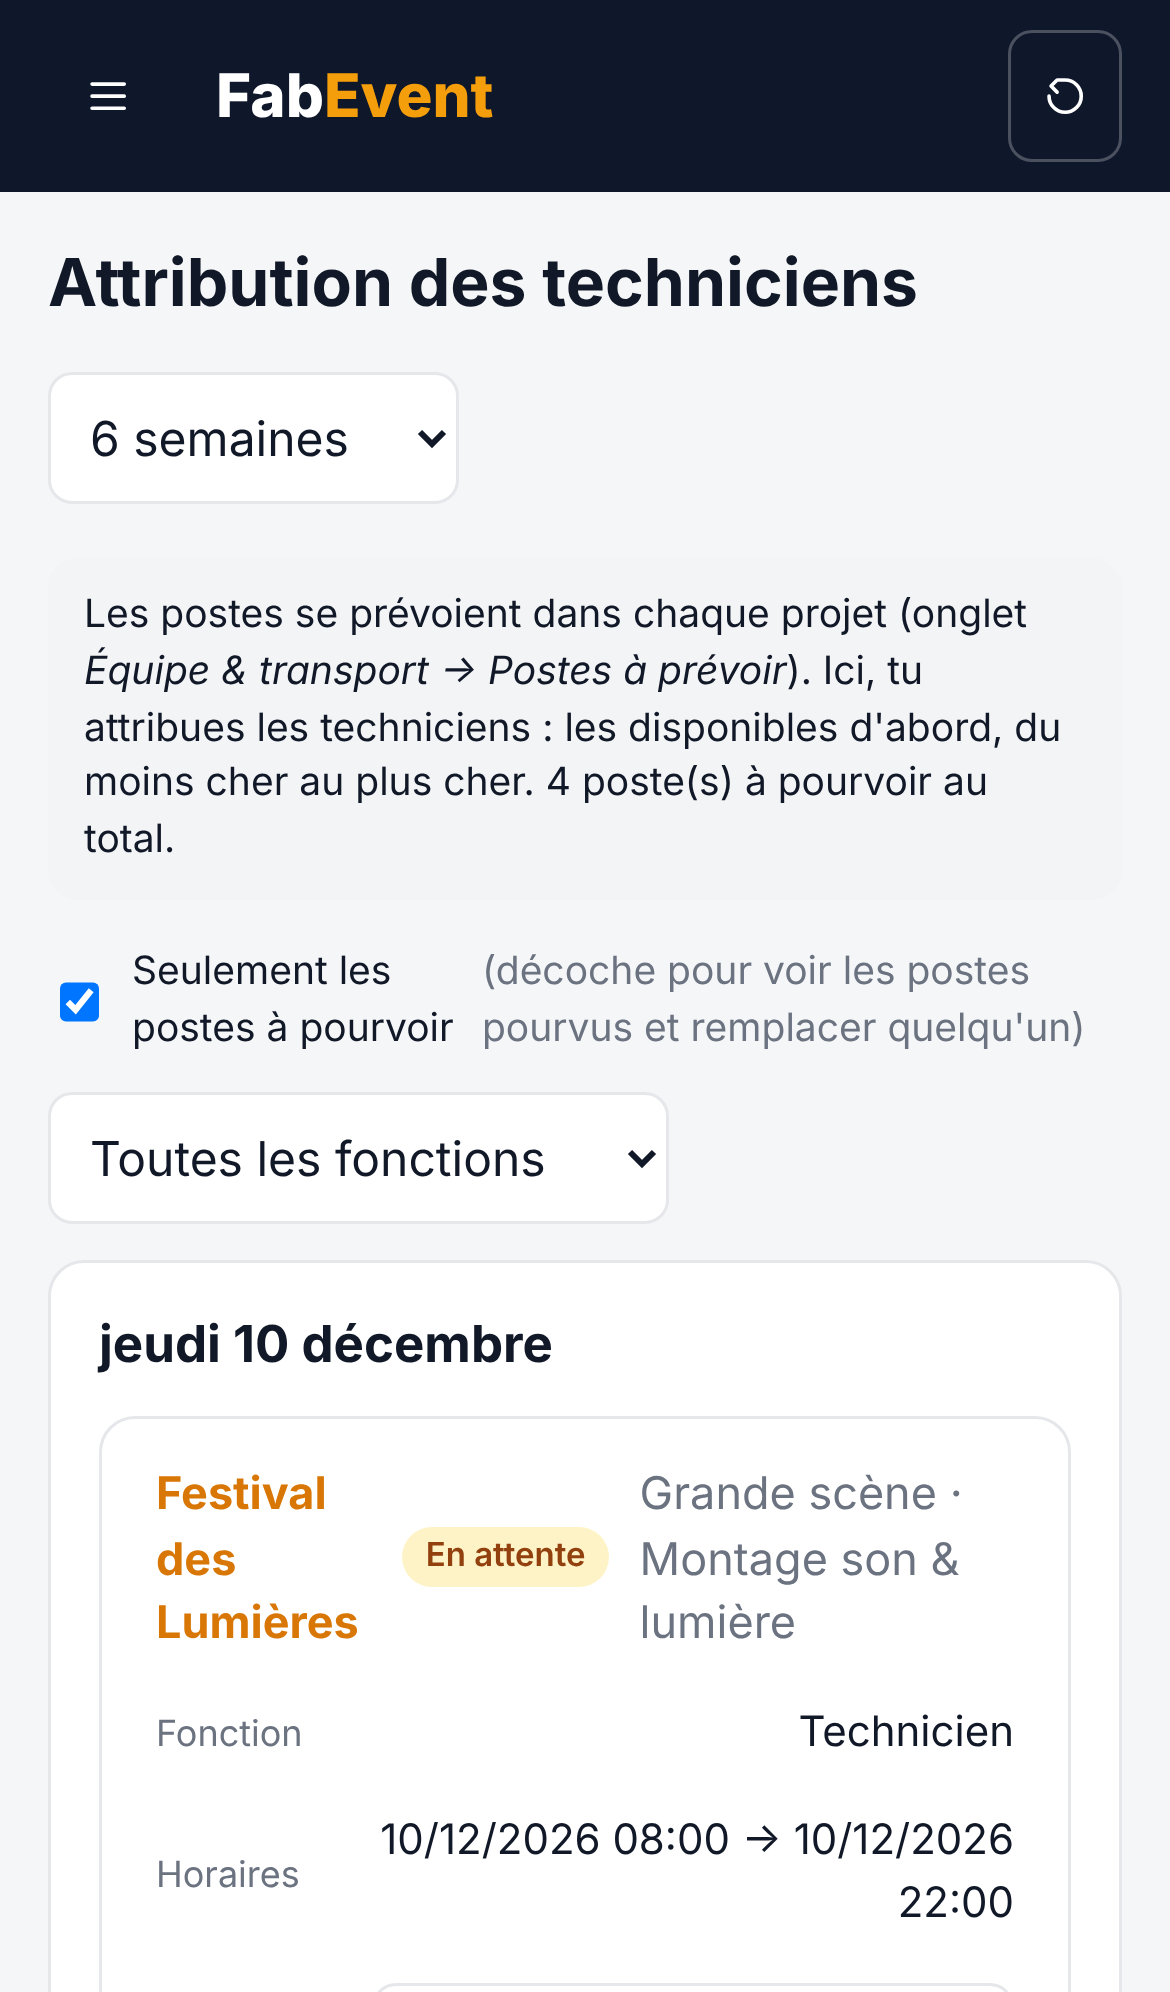 FabEvent
Attribution des techniciens
6 semaines
Les postes se prévoient dans chaque projet (onglet
Équipe & transport → Postes à prévoir). Ici, tu
attribues les techniciens : les disponibles d'abord, du
moins cher au plus cher. 4 poste(s) à pourvoir au
total.
Seulement les
postes à pourvoir
(décoche pour voir les postes
pourvus et remplacer quelqu'un)
Toutes les fonctions
jeudi 10 décembre
Festival
des
Lumières
En attente
Grande scène ·
Montage son &
lumière
Fonction
Technicien
Horaires
10/12/2026 08:00 → 10/12/2026
22:00